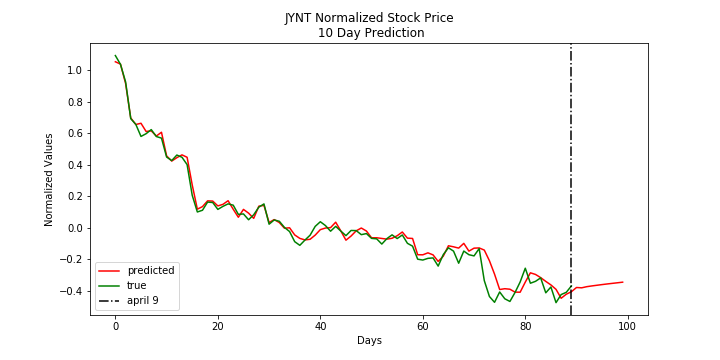 JYNT Normalized Stock Price
10 Day Prediction
Normalized Values
1.0
0.8
0.6
0.4
0.2
0.0
−0.2
−0.4
predicted
true
april 9
0
20
40
60
80
100
Days